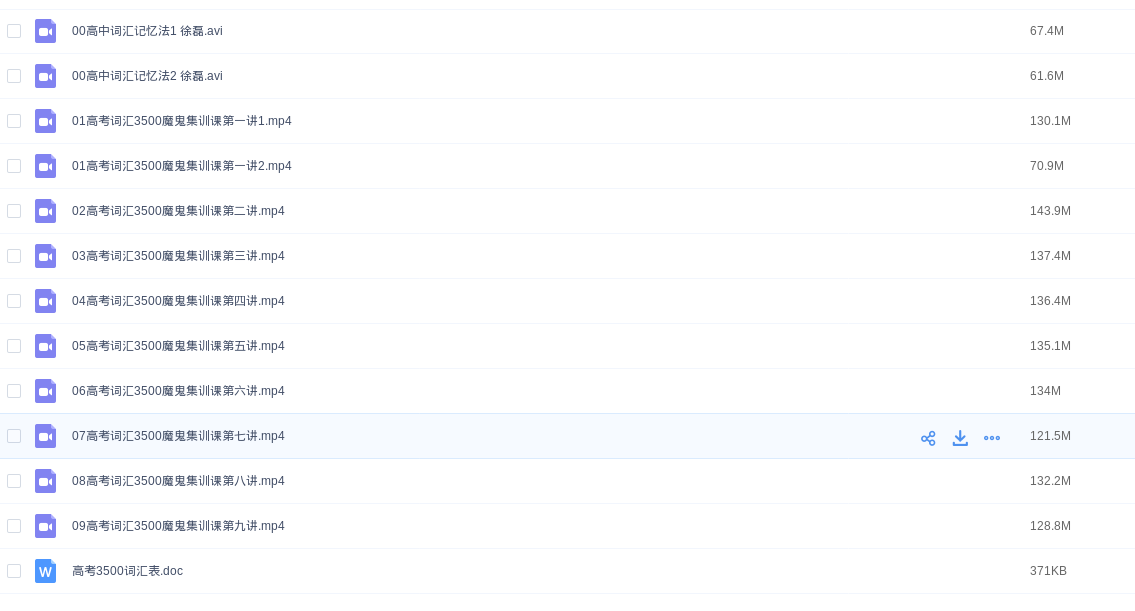 00高中词汇记忆法1 徐磊.avi 67.4M
00高中词汇记忆法2 徐磊.avi 61.6M
01高考词汇3500魔鬼集训课第一讲1.mp4 130.1M
01高考词汇3500魔鬼集训课第一讲2.mp4 70.9M
02高考词汇3500魔鬼集训课第二讲.mp4 143.9M
03高考词汇3500魔鬼集训课第三讲.mp4 137.4M
04高考词汇3500魔鬼集训课第四讲.mp4 136.4M
05高考词汇3500魔鬼集训课第五讲.mp4 135.1M
06高考词汇3500魔鬼集训课第六讲.mp4 134M
07高考词汇3500魔鬼集训课第七讲.mp4 121.5M
08高考词汇3500魔鬼集训课第八讲.mp4 132.2M
09高考词汇3500魔鬼集训课第九讲.mp4 128.8M
W 高考3500词汇表.doc 371KB